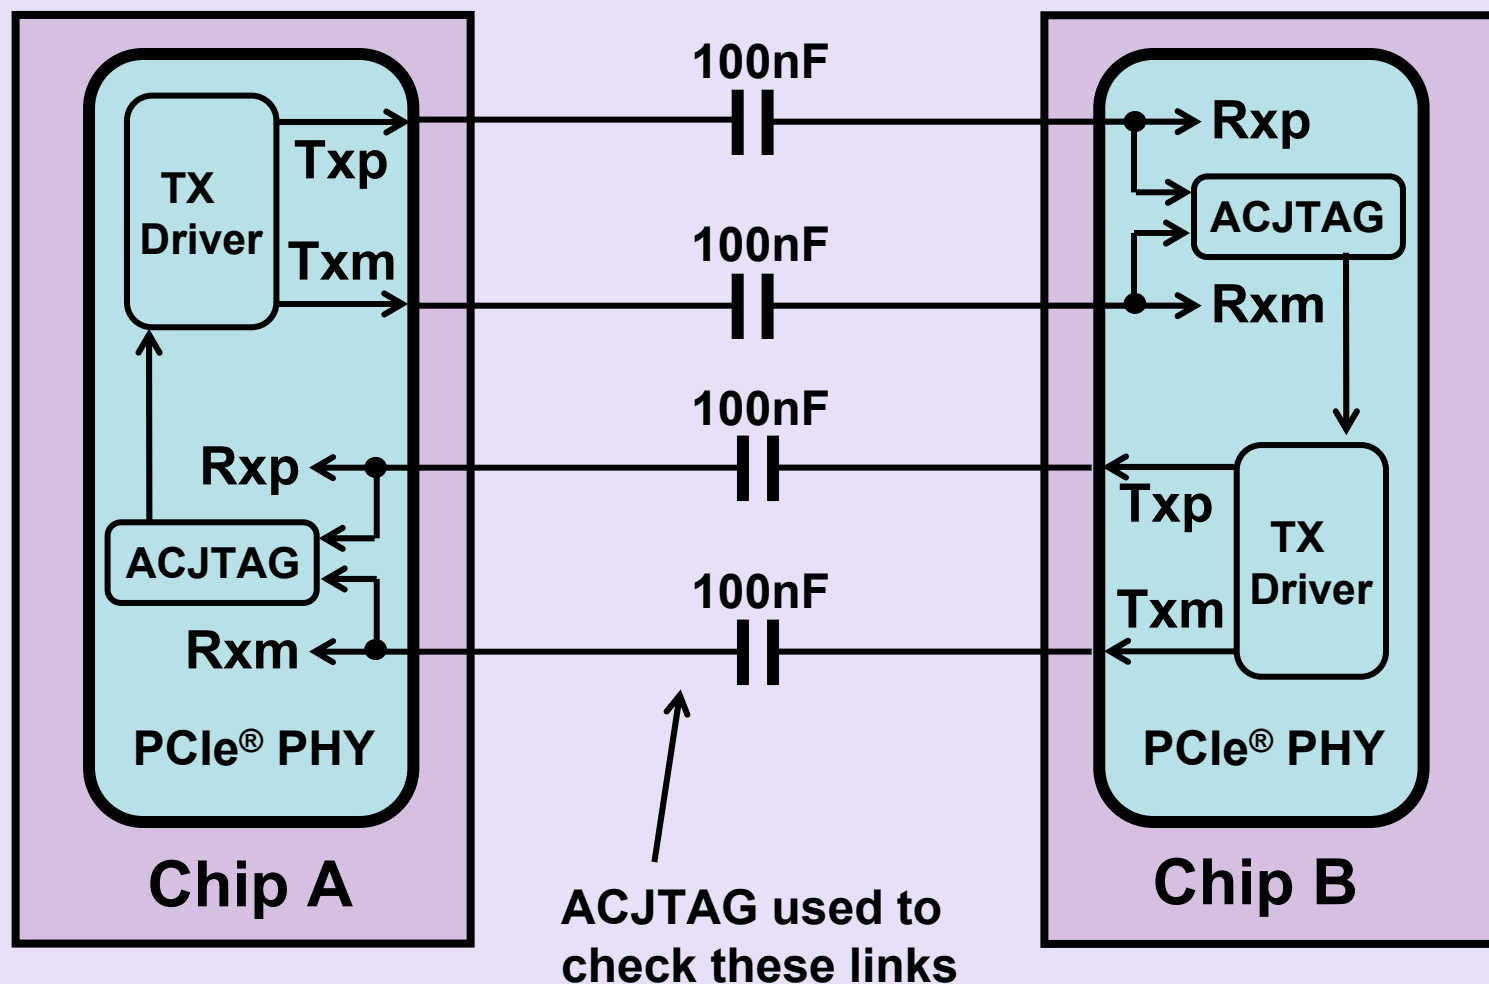 100nF
Txp
TX
Driver
Txm
100nF
Rxp
ACJTAG
Rxm
100nF
Rxp
ACJTAG
Rxm
100nF
Txp
TX
Driver
Txm
PCIe® PHY
PCIe® PHY
Chip A
Chip B
ACJTAG used to
check these links